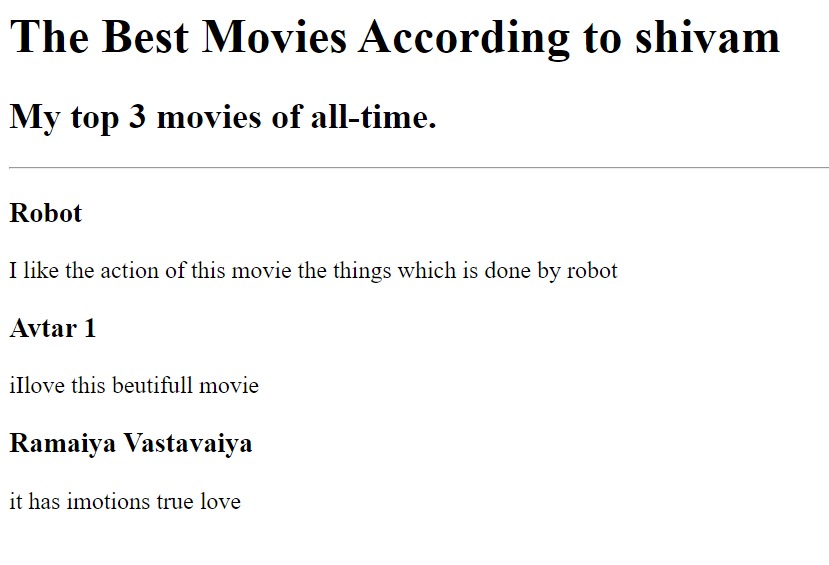 The Best Movies According to shivam
My top 3 movies of all-time.
Robot
I like the action of this movie the things which is done by robot
Avtar 1
iIlove this beutifull movie
Ramaiya Vastavaiya
it has imotions true love